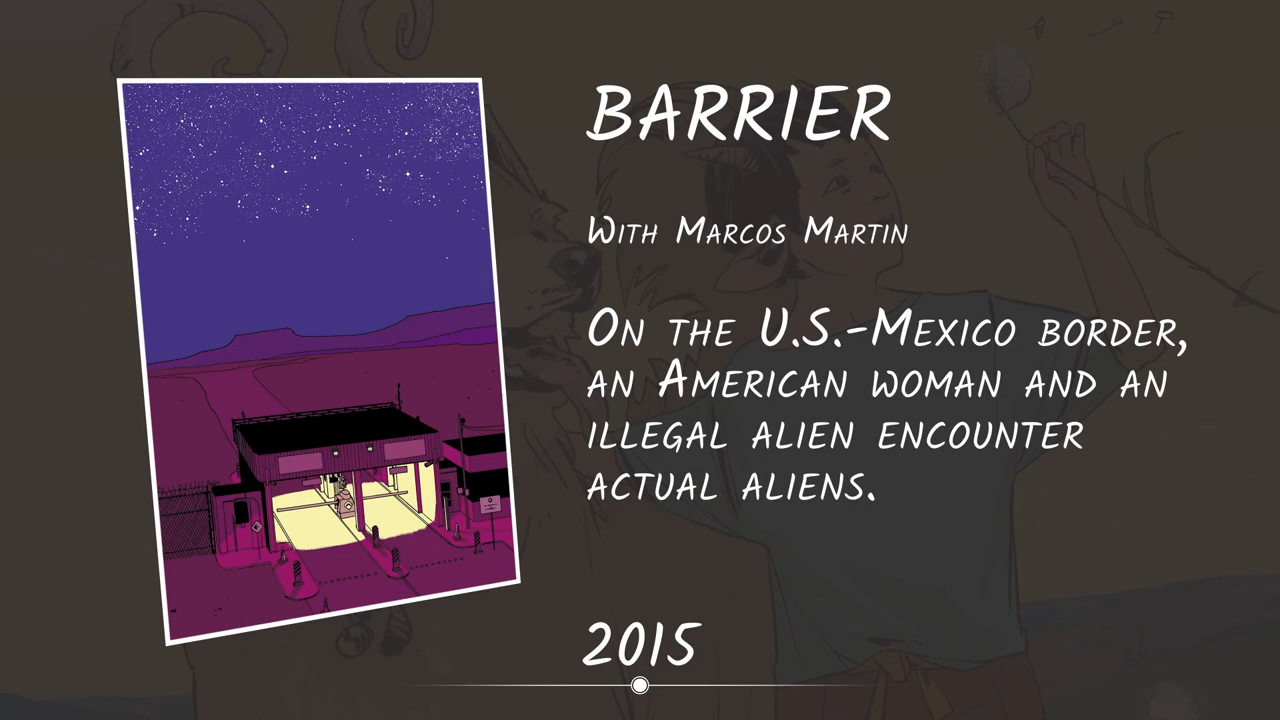 BARRIER
WITH MARCOS MARTIN
ON THE U.S.-MEXICO BORDER,
AN AMERICAN WOMAN AND AN
ILLEGAL ALIEN ENCOUNTER
ACTUAL ALIENS.
2015